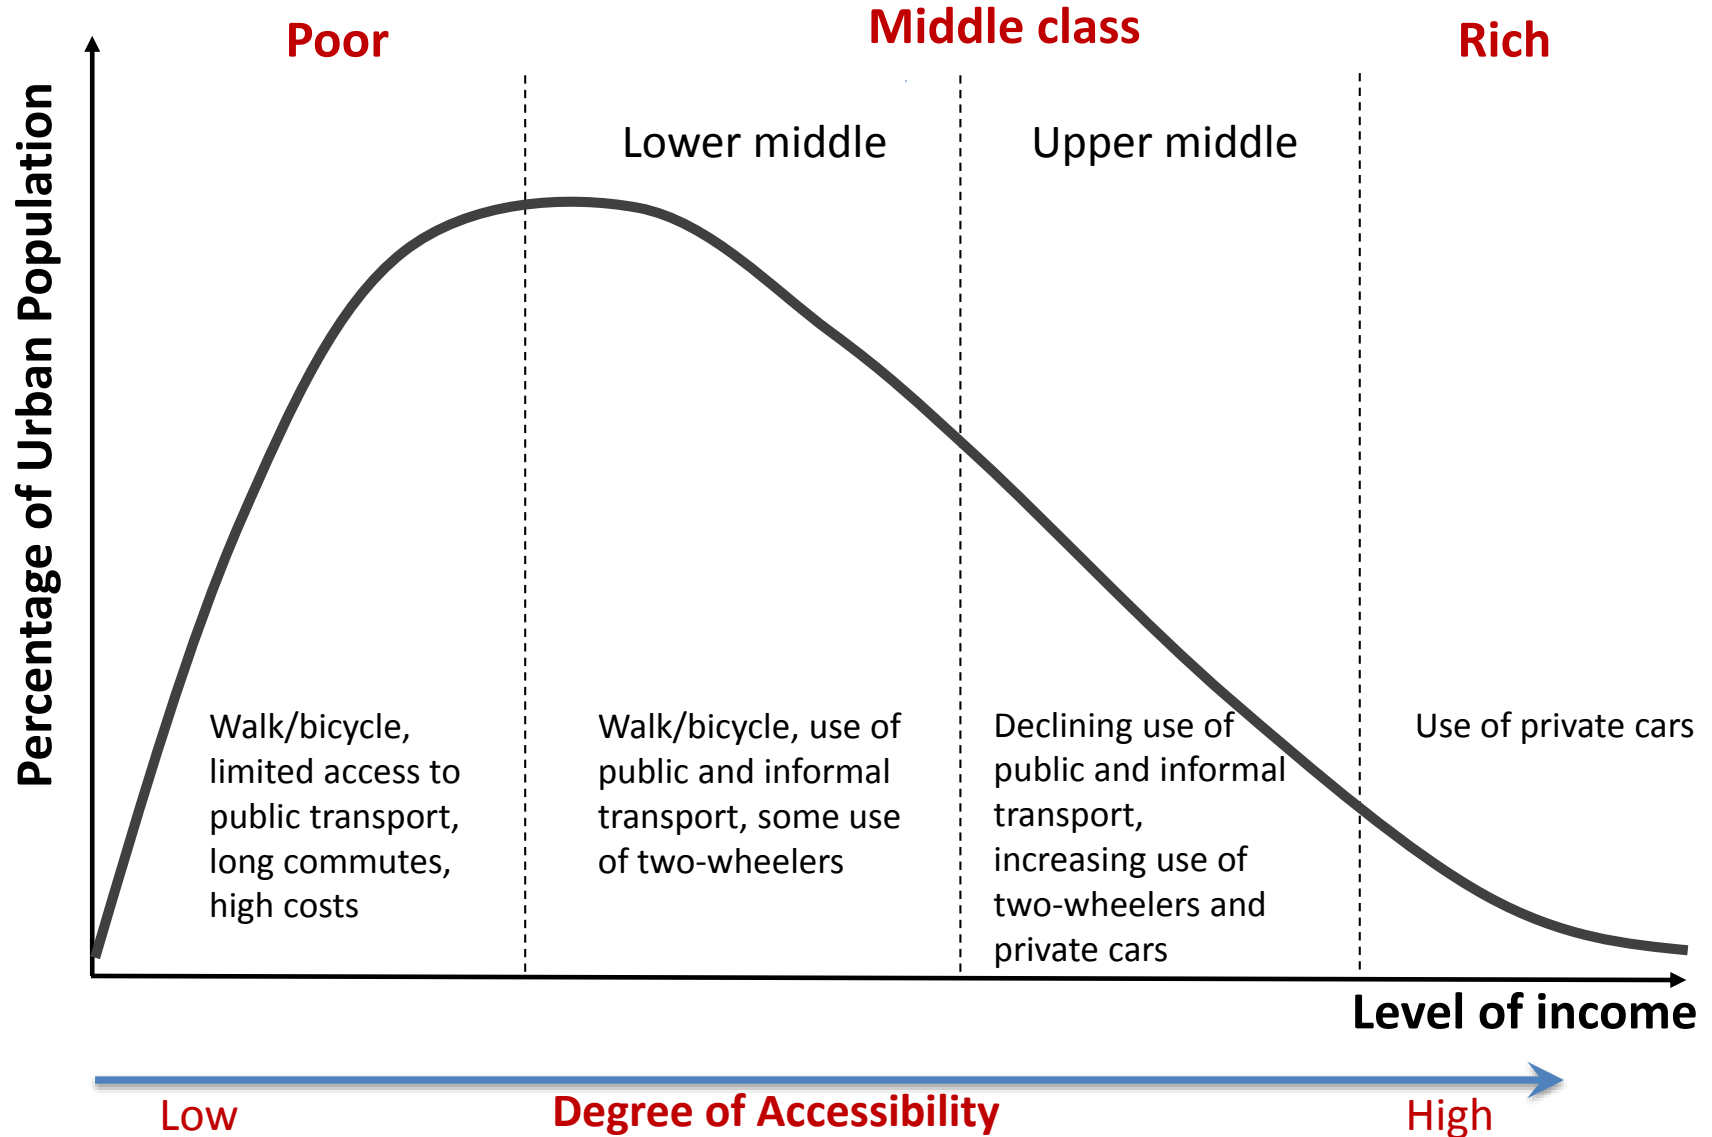 Poor
Middle class
Rich
Lower middle
Upper middle
Percentage of Urban Population
Walk/bicycle,
limited access to
public transport,
long commutes,
high costs
Walk/bicycle, use of
public and informal
transport, some use
of two-wheelers
Declining use of
public and informal
transport,
increasing use of
two-wheelers and
private cars
Use of private cars
Level of income
Low
Degree of Accessibility
High